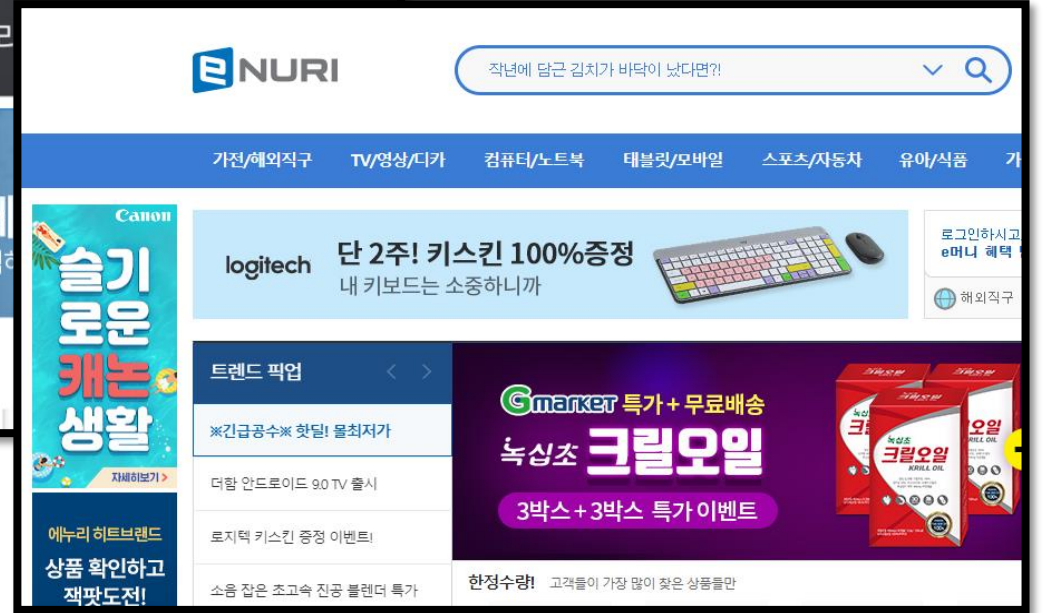 eNURI
작년에 담근 김치가 바닥이 났다면?!
가전/해외직구 TV/영상/디카 컴퓨터/노트북 태블릿/모바일 스포츠/자동차 유아/식품 가
Canon
슬기
로운
캐논
생활
자세히보기 >
에누리 히트브랜드
상품 확인하고
잭팟도전!
logitech
단 2주! 키스킨 100%증정
내 키보드는 소중하니까
로그인하시고
e머니 혜택
해외직구
트렌드 픽업 < >
※긴급공수※ 핫딜! 몰최저가
더함 안드로이드 9.0 TV 출시
로지텍 키스킨 증정 이벤트!
소음 잡은 초고속 진공 블렌더 특가
Gmarket 특가 + 무료배송
녹십초 크릴오일
3박스 + 3박스 특가 이벤트
녹십초
크릴오일
KRILL OIL
한정수량! 고객들이 가장 많이 찾은 상품들만